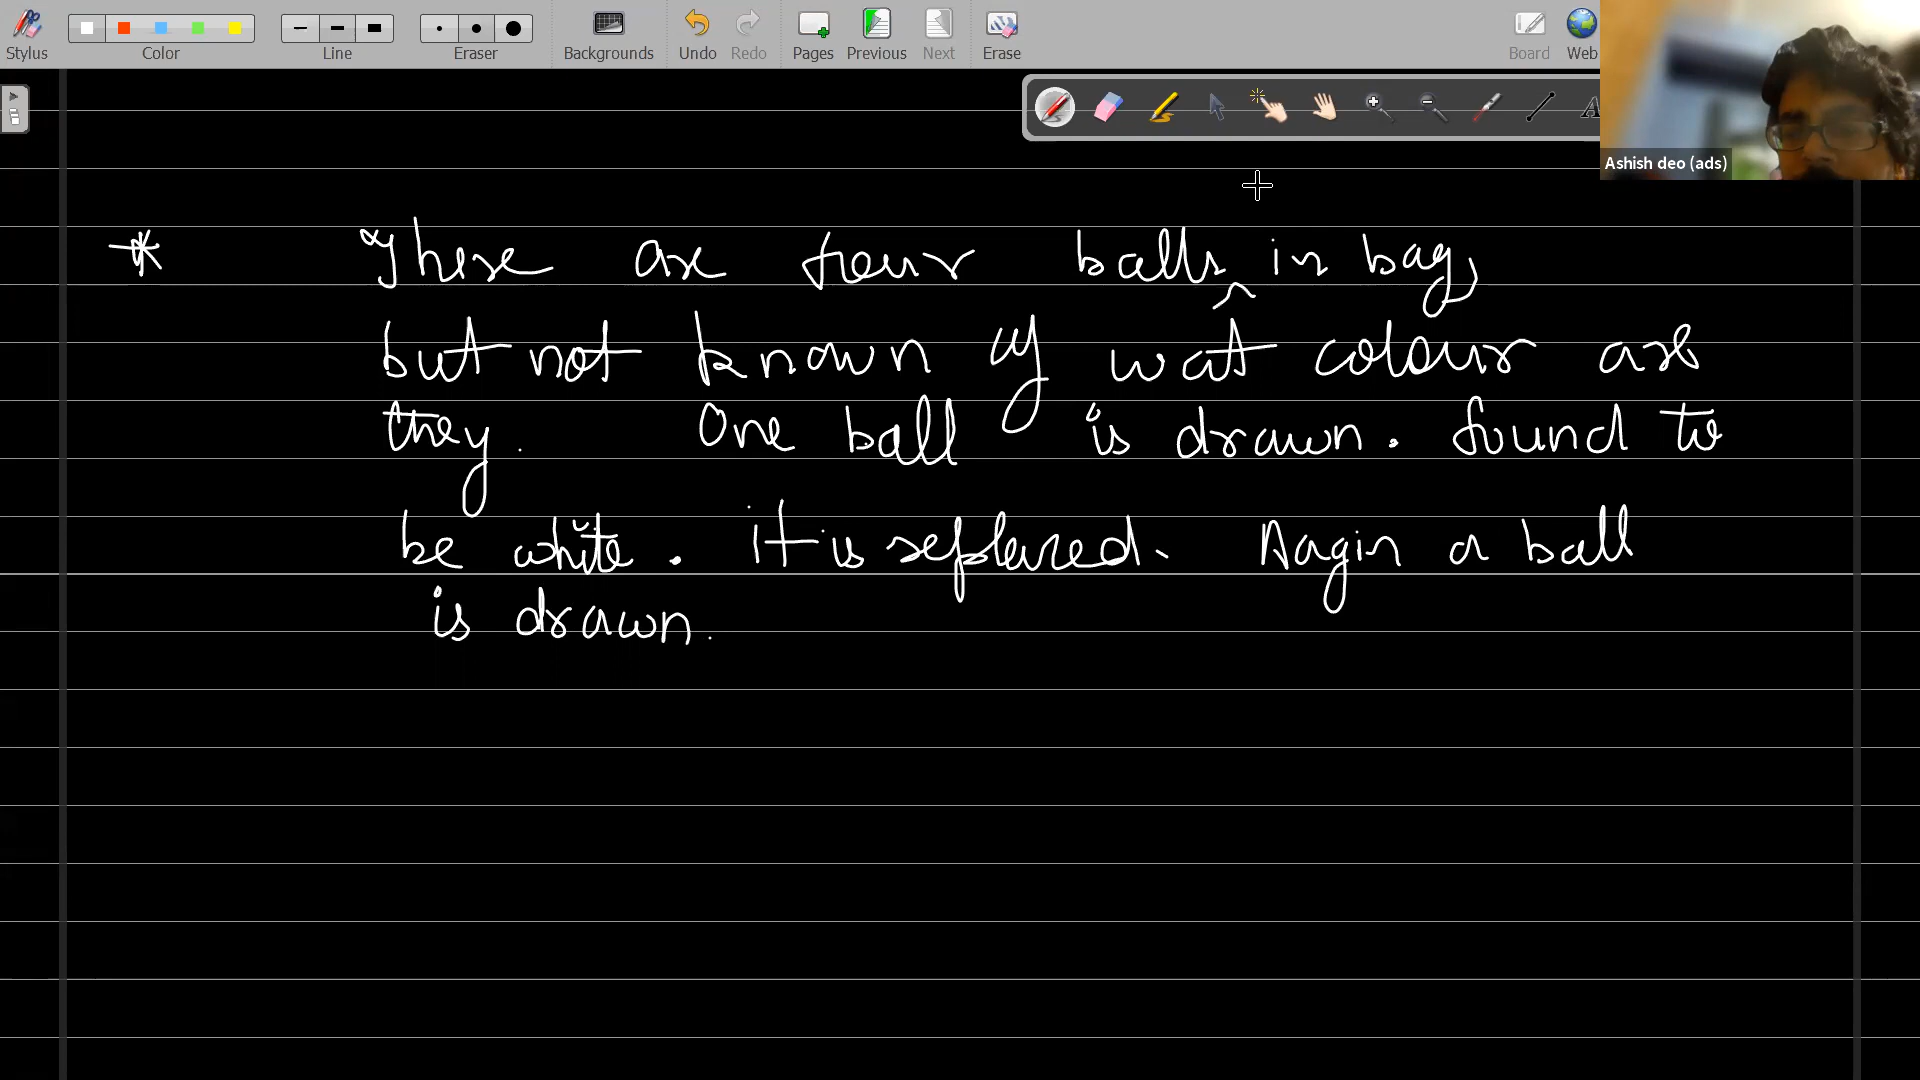 Stylus Color Line Eraser Backgrounds Undo Redo Pages Previous Next Erase Board Web
Ashish deo (ads)
* There are four balls ^ in bag,
but not known of wat colour are
they. One ball is drawn. found to
be white. it is replaced. Aagin a ball
is drawn.